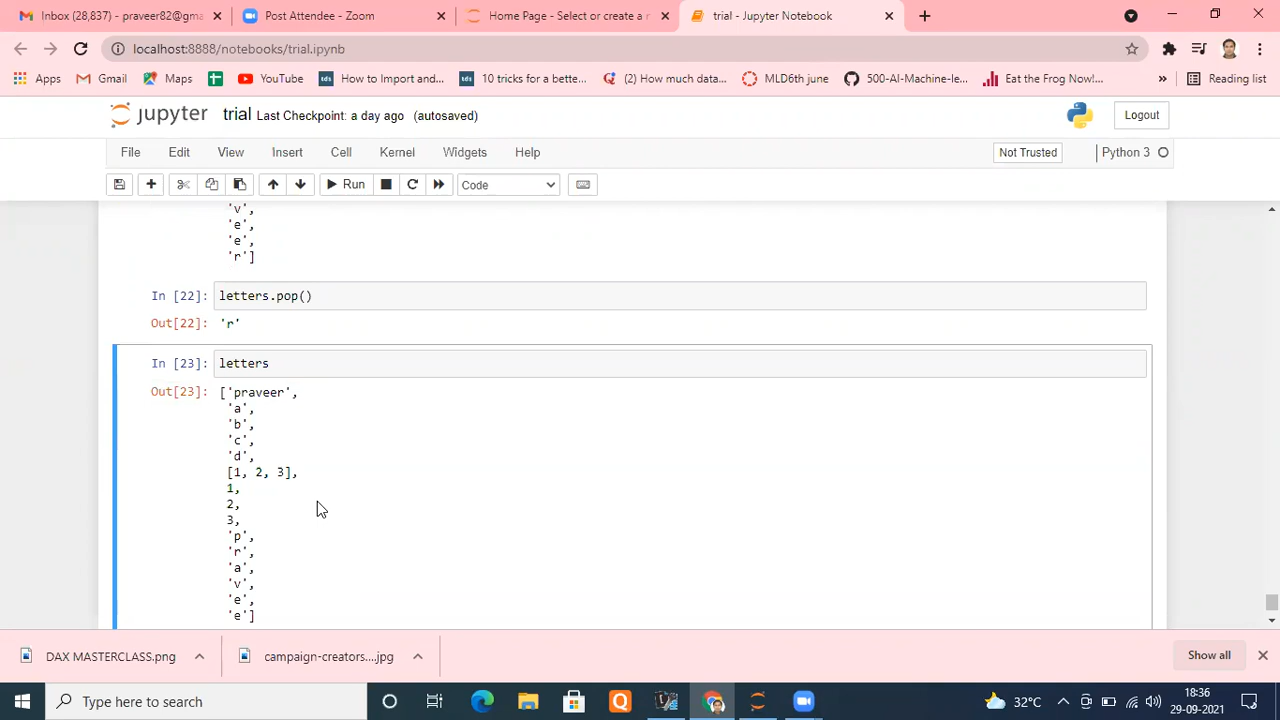 Inbox (28,837) - praveer82@gma
Post Attendee - Zoom
Home Page - Select or create a n
trial - Jupyter Notebook
localhost:8888/notebooks/trial.ipynb
Apps
Gmail
Maps
YouTube
tds
How to Import and...
tds
10 tricks for a bette...
(2) How much data...
MLD6th june
500-AI-Machine-le...
Eat the Frog Now!...
»
Reading list
jupyter
trial Last Checkpoint: a day ago (autosaved)
Logout
File
Edit
View
Insert
Cell
Kernel
Widgets
Help
Not Trusted
Python 3
Run
Code
'v',
'e',
'e',
'r']
In [22]: letters.pop()
Out[22]: 'r'
In [23]: letters
Out[23]: ['praveer',
'a',
'b',
'c',
'd',
[1, 2, 3],
1,
2,
3,
'p',
'r',
'a',
'v',
'e',
'e']
DAX MASTERCLASS.png
campaign-creators....jpg
Show all
Type here to search
Q
32°C
18:36
29-09-2021